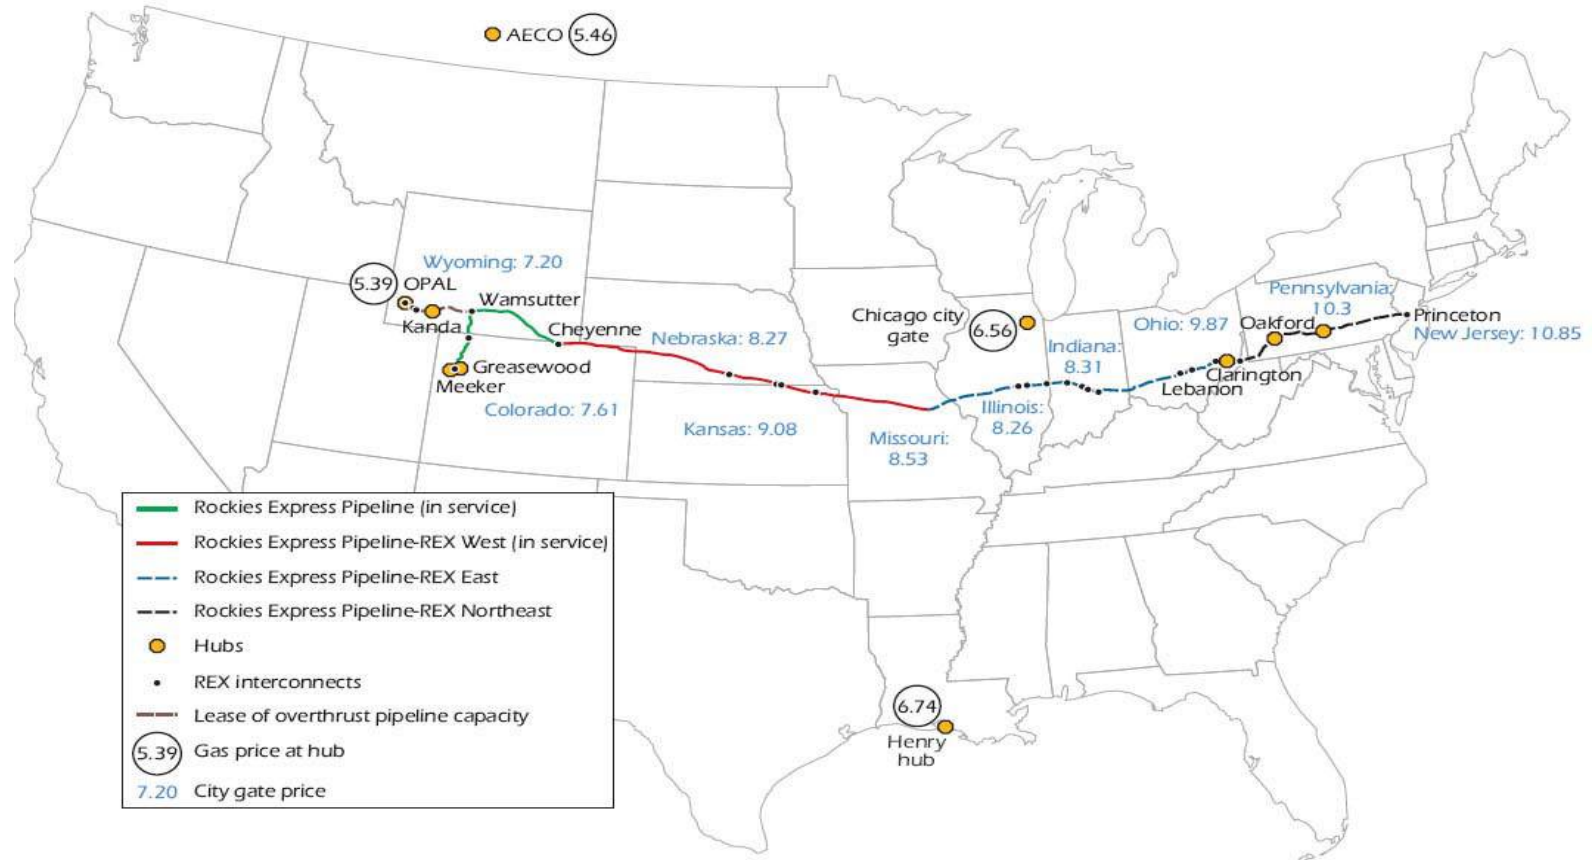 AECO 5.46
Wyoming: 7.20
5.39 OPAL
Wamsutter
Kanda
Cheyenne
Greasewood
Meeker
Colorado: 7.61
Nebraska: 8.27
Kansas: 9.08
Missouri:
8.53
Chicago city
gate
6.56
Illinois:
8.26
Indiana:
8.31
Ohio: 9.87
Lebanon
Clarington
Oakford
Pennsylvania:
10.3
Princeton
New Jersey: 10.85
6.74
Henry
hub
Rockies Express Pipeline (in service)
Rockies Express Pipeline-REX West (in service)
Rockies Express Pipeline-REX East
Rockies Express Pipeline-REX Northeast
Hubs
REX interconnects
Lease of overthrust pipeline capacity
5.39 Gas price at hub
7.20 City gate price